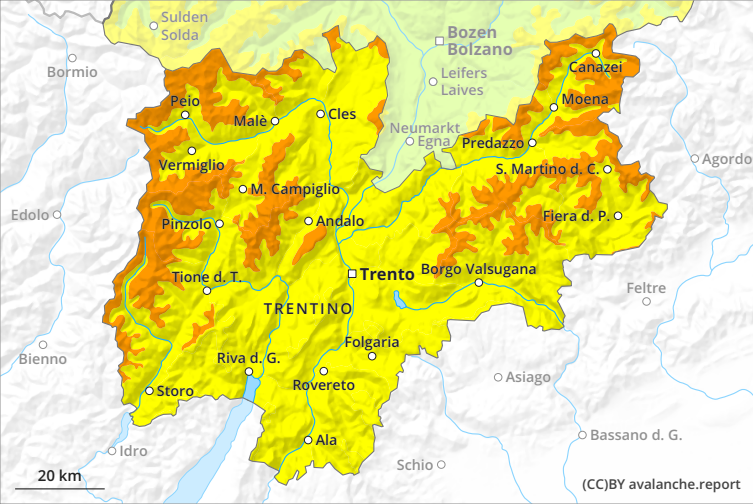 Sulden
Solda
Bozen
Bolzano
Bormio
Leifers
Laives
Canazei
Peio
Moena
Malè
Cles
Neumarkt
Egna
Predazzo
Vermiglio
Agordo
S. Martino d. C.
M. Campiglio
Edolo
Pinzolo
Andalo
Fiera d. P.
Trento
Borgo Valsugana
Tione d. T.
Feltre
TRENTINO
Folgaria
Bienno
Riva d. G.
Rovereto
Asiago
Storo
Ala
Bassano d. G.
Idro
Schio
20 km
(CC)BY avalanche.report